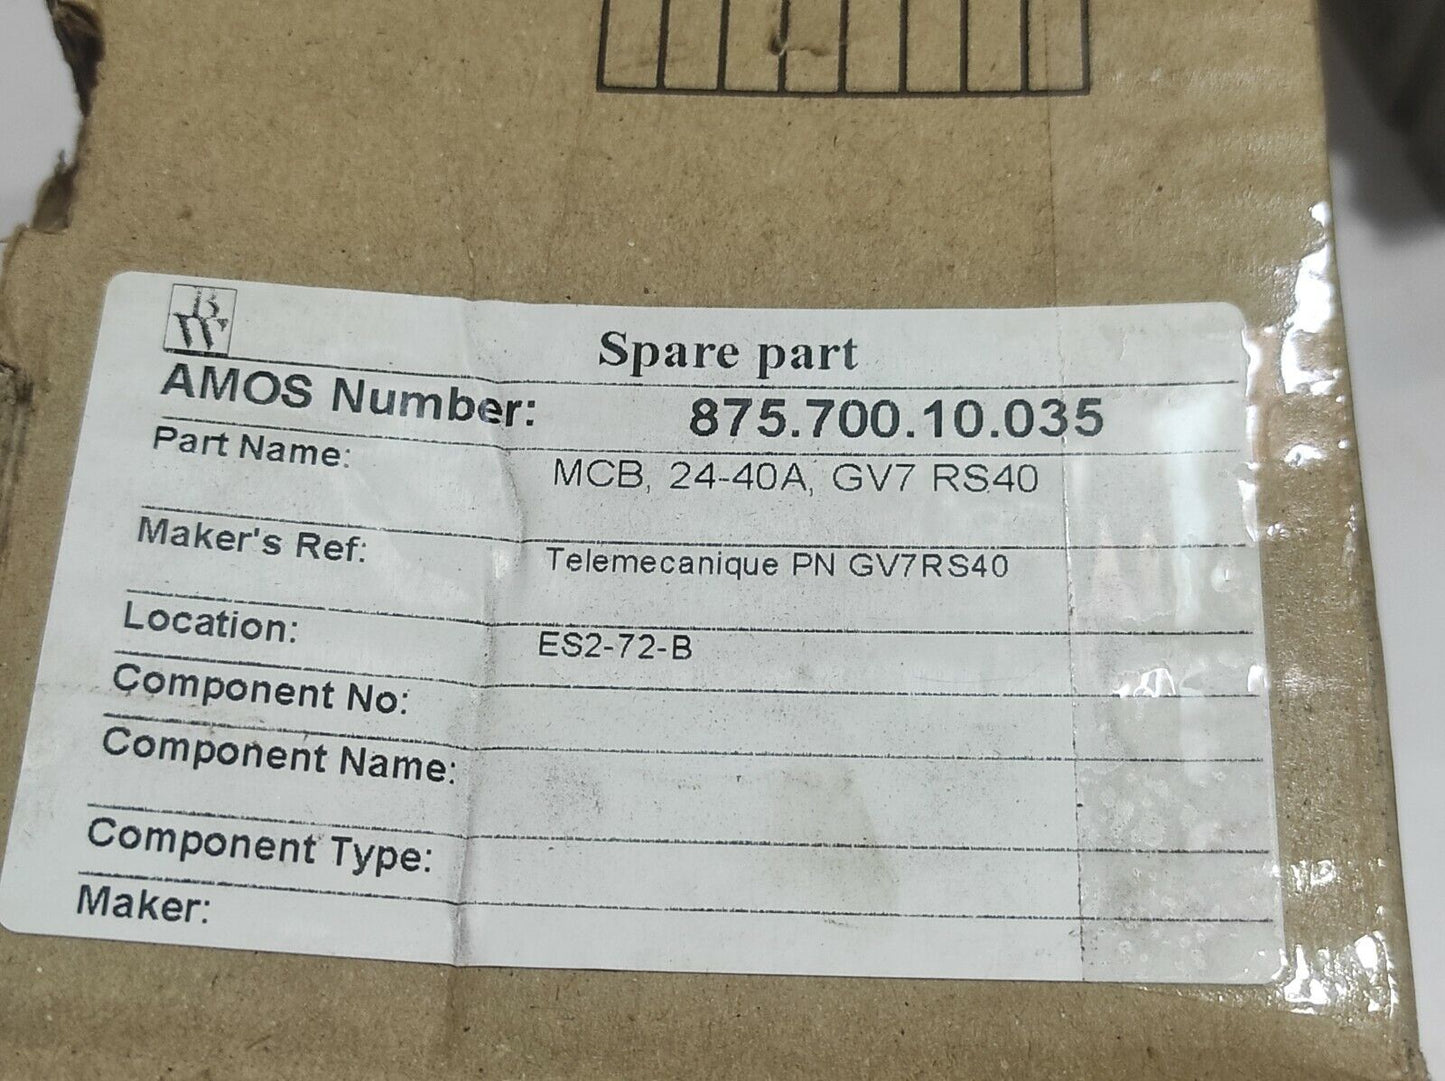 Spare part
AMOS Number: 875.700.10.035
Part Name: MCB, 24-40A, GV7 RS40
Maker's Ref: Telemecanique PN GV7RS40
Location: ES2-72-B
Component No:
Component Name:
Component Type:
Maker: